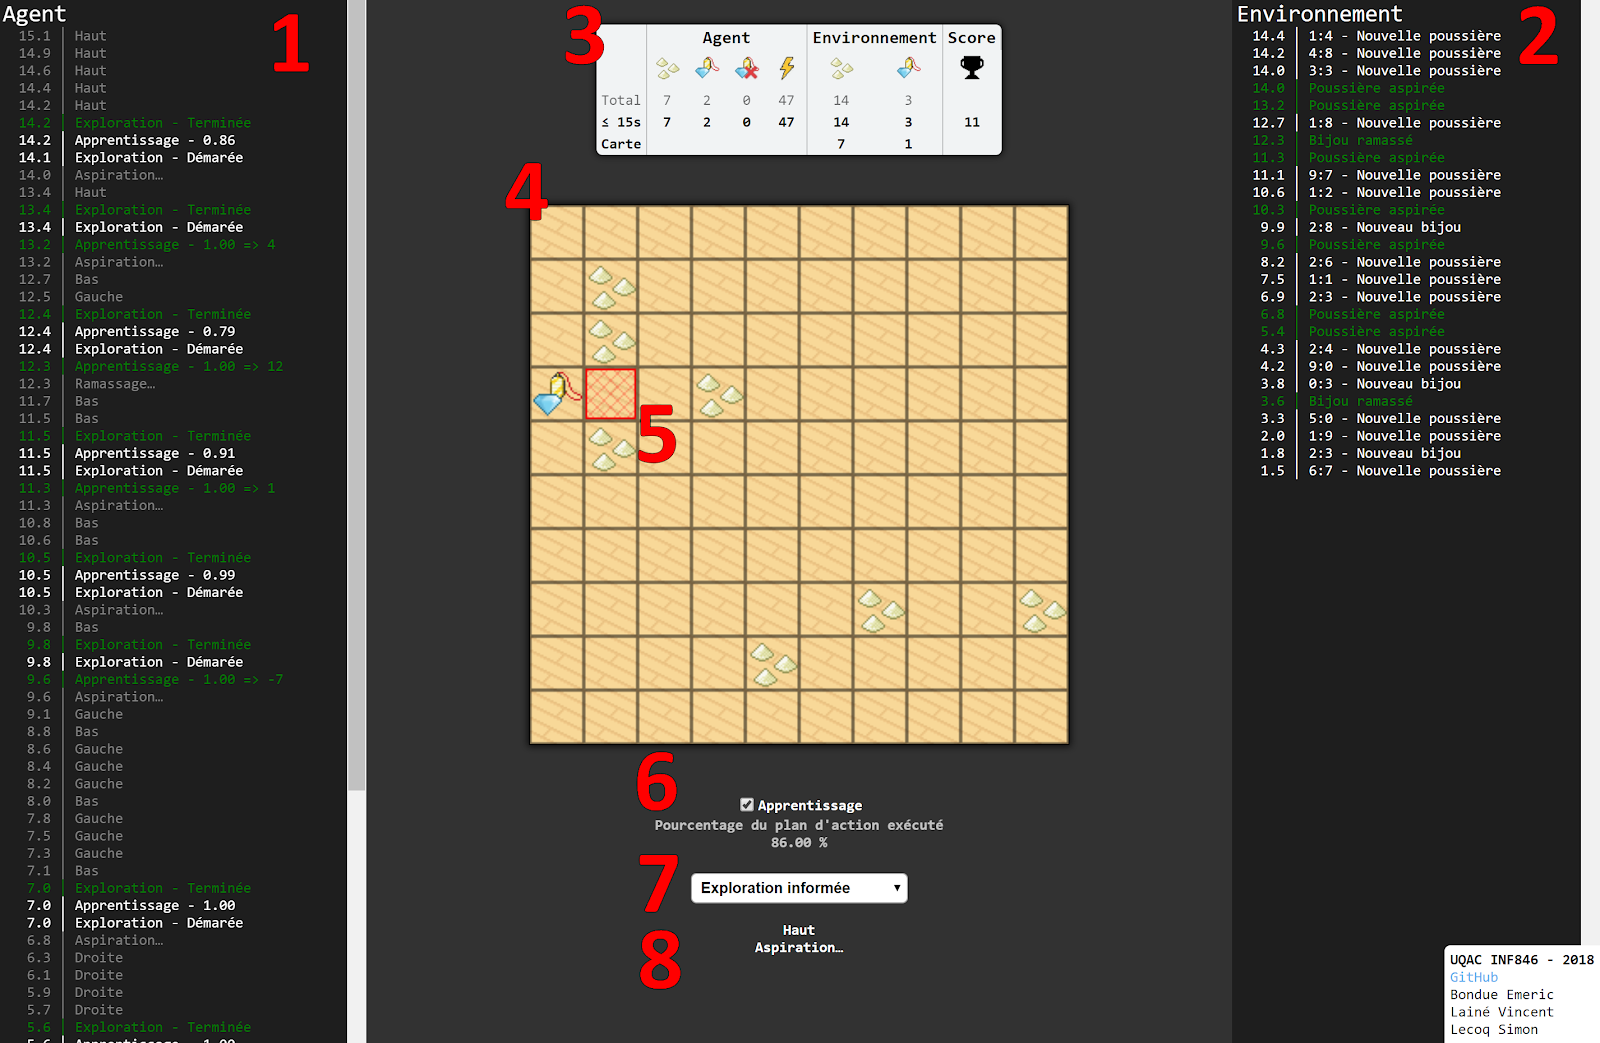 Agent
15.1 Haut
14.9 Haut
14.6 Haut
14.4 Haut
14.2 Haut
14.2 Exploration - Terminée
14.2 Apprentissage - 0.86
14.1 Exploration - Démarée
14.0 Aspiration…
13.4 Haut
13.4 Exploration - Terminée
13.4 Exploration - Démarée
13.2 Apprentissage - 1.00 => 4
13.2 Aspiration…
12.7 Bas
12.5 Gauche
12.4 Exploration - Terminée
12.4 Apprentissage - 0.79
12.4 Exploration - Démarée
12.3 Apprentissage - 1.00 => 12
12.3 Ramassage…
11.7 Bas
11.5 Bas
11.5 Exploration - Terminée
11.5 Apprentissage - 0.91
11.5 Exploration - Démarée
11.3 Apprentissage - 1.00 => 1
11.3 Aspiration…
10.8 Bas
10.6 Bas
10.5 Exploration - Terminée
10.5 Apprentissage - 0.99
10.5 Exploration - Démarée
10.3 Aspiration…
9.8 Bas
9.8 Exploration - Terminée
9.8 Exploration - Démarée
9.6 Apprentissage - 1.00 => -7
9.6 Aspiration…
9.1 Gauche
8.8 Bas
8.6 Gauche
8.4 Gauche
8.2 Gauche
8.0 Bas
7.8 Gauche
7.5 Gauche
7.3 Gauche
7.1 Bas
7.0 Exploration - Terminée
7.0 Apprentissage - 1.00
7.0 Exploration - Démarée
6.8 Aspiration…
6.3 Droite
6.1 Droite
5.9 Droite
5.7 Droite
5.6 Exploration - Terminée
5.6 Apprentissage - 1.00
1
3
Agent Environnement Score
Total 7 2 0 47 14 3
≤ 15s 7 2 0 47 14 3 11
Carte 7 1
4
5
6
Apprentissage
Pourcentage du plan d'action exécuté
86.00 %
7
Exploration informée
8
Haut
Aspiration…
Environnement
2
14.4 1:4 - Nouvelle poussière
14.2 4:8 - Nouvelle poussière
14.0 3:3 - Nouvelle poussière
14.0 Poussière aspirée
13.2 Poussière aspirée
12.7 1:8 - Nouvelle poussière
12.3 Bijou ramassé
11.3 Poussière aspirée
11.1 9:7 - Nouvelle poussière
10.6 1:2 - Nouvelle poussière
10.3 Poussière aspirée
9.9 2:8 - Nouveau bijou
9.6 Poussière aspirée
8.2 2:6 - Nouvelle poussière
7.5 1:1 - Nouvelle poussière
6.9 2:3 - Nouvelle poussière
6.8 Poussière aspirée
5.4 Poussière aspirée
4.3 2:4 - Nouvelle poussière
4.2 9:0 - Nouvelle poussière
3.8 0:3 - Nouveau bijou
3.6 Bijou ramassé
3.3 5:0 - Nouvelle poussière
2.0 1:9 - Nouvelle poussière
1.8 2:3 - Nouveau bijou
1.5 6:7 - Nouvelle poussière
UQAC INF846 - 2018
GitHub
Bondue Emeric
Lainé Vincent
Lecoq Simon